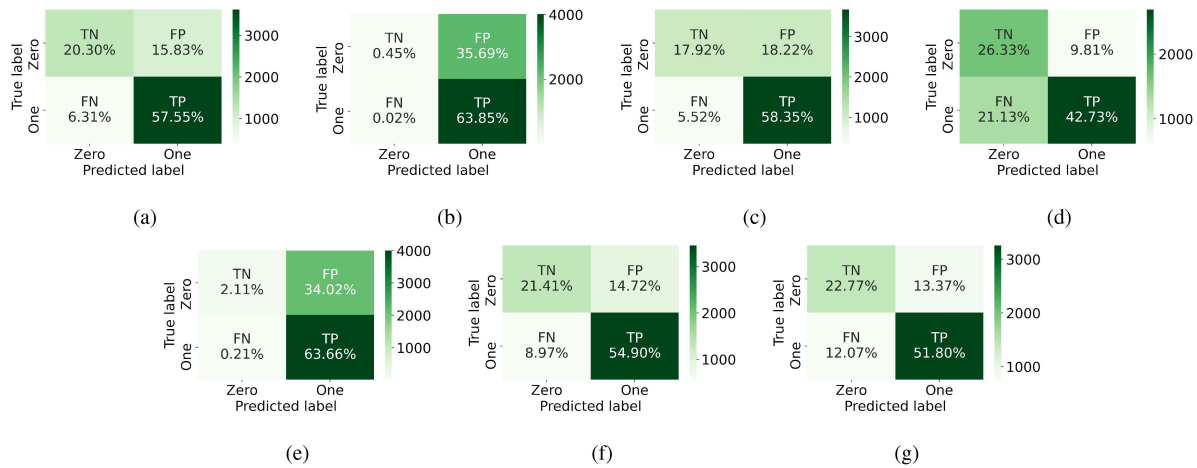 True label
Zero
One
TN
20.30%
FP
15.83%
FN
6.31%
TP
57.55%
3000
2000
1000
Zero
One
Predicted label
(a)
True label
Zero
One
TN
0.45%
FP
35.69%
FN
0.02%
TP
63.85%
4000
2000
Zero
One
Predicted label
(b)
True label
Zero
One
TN
17.92%
FP
18.22%
FN
5.52%
TP
58.35%
3000
2000
1000
Zero
One
Predicted label
(c)
True label
Zero
One
TN
26.33%
FP
9.81%
FN
21.13%
TP
42.73%
2000
1000
Zero
One
Predicted label
(d)
True label
Zero
One
TN
2.11%
FP
34.02%
FN
0.21%
TP
63.66%
4000
3000
2000
1000
Zero
One
Predicted label
(e)
True label
Zero
One
TN
21.41%
FP
14.72%
FN
8.97%
TP
54.90%
3000
2000
1000
Zero
One
Predicted label
(f)
True label
Zero
One
TN
22.77%
FP
13.37%
FN
12.07%
TP
51.80%
3000
2000
1000
Zero
One
Predicted label
(g)